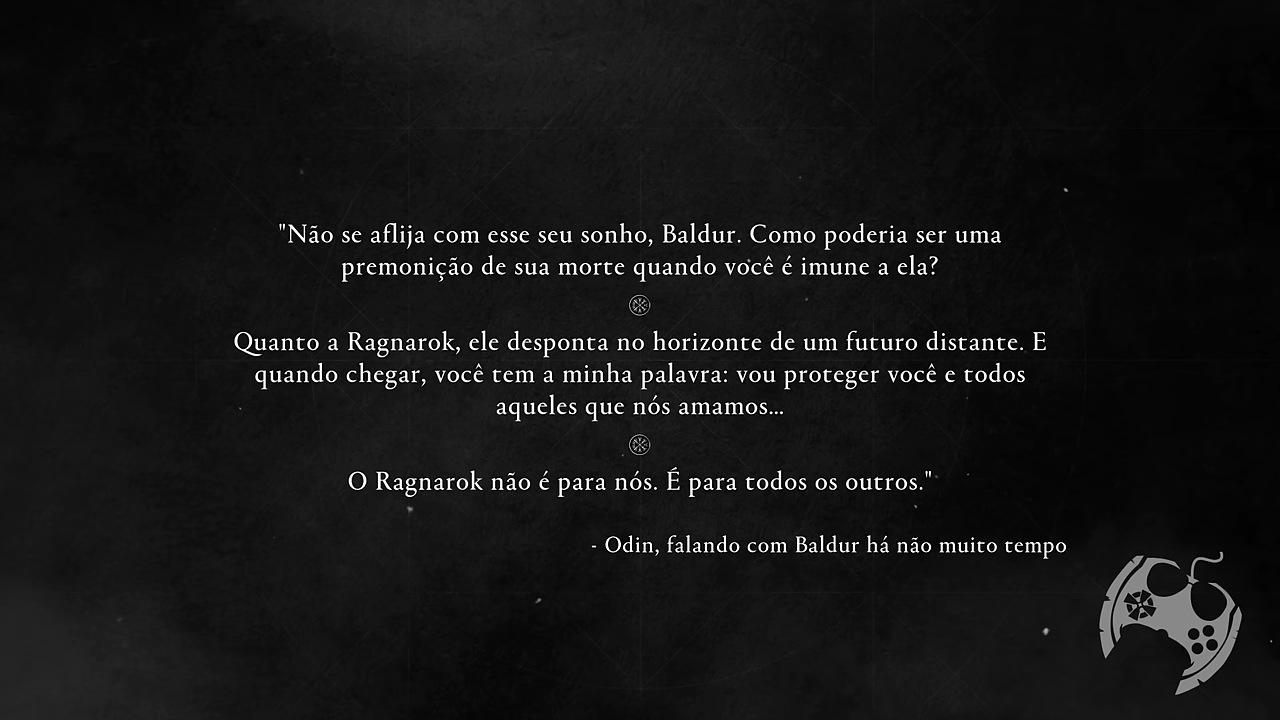 "Não se aflija com esse seu sonho, Baldur. Como poderia ser uma
premonição de sua morte quando você é imune a ela?
Quanto a Ragnarok, ele desponta no horizonte de um futuro distante. E
quando chegar, você tem a minha palavra: vou proteger você e todos
aqueles que nós amamos...
O Ragnarok não é para nós. É para todos os outros."
- Odin, falando com Baldur há não muito tempo